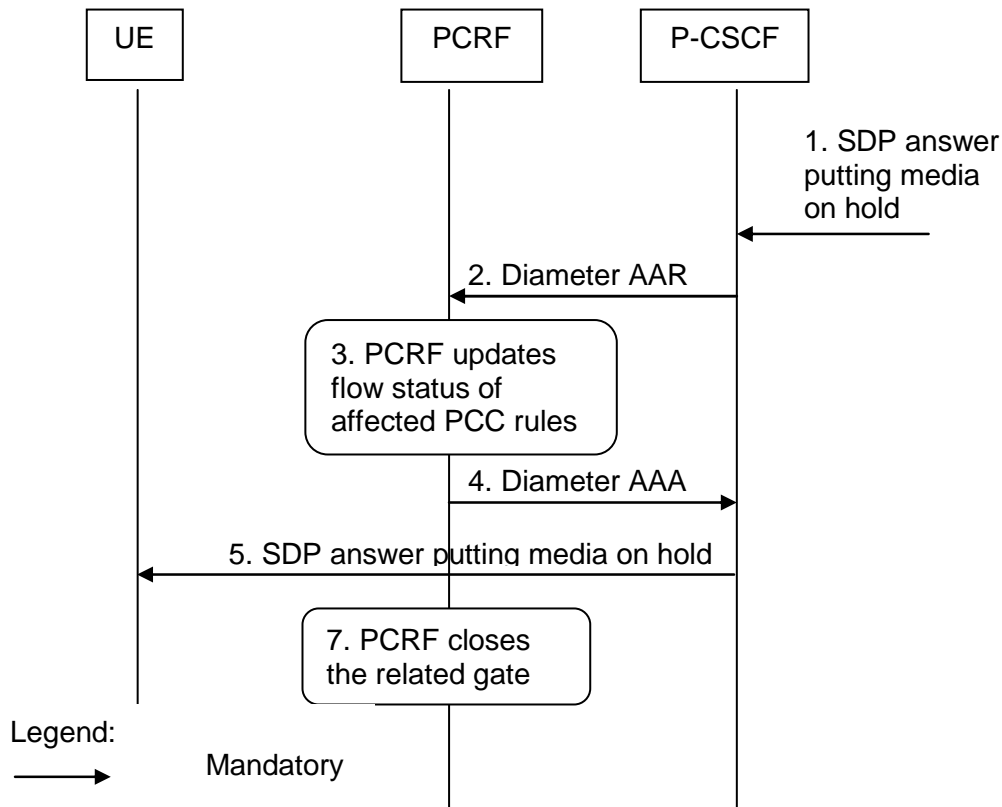 UE
PCRF
P-CSCF
1. SDP answer
putting media
on hold
2. Diameter AAR
3. PCRF updates
flow status of
affected PCC rules
4. Diameter AAA
5. SDP answer putting media on hold
7. PCRF closes
the related gate
Legend:
Mandatory